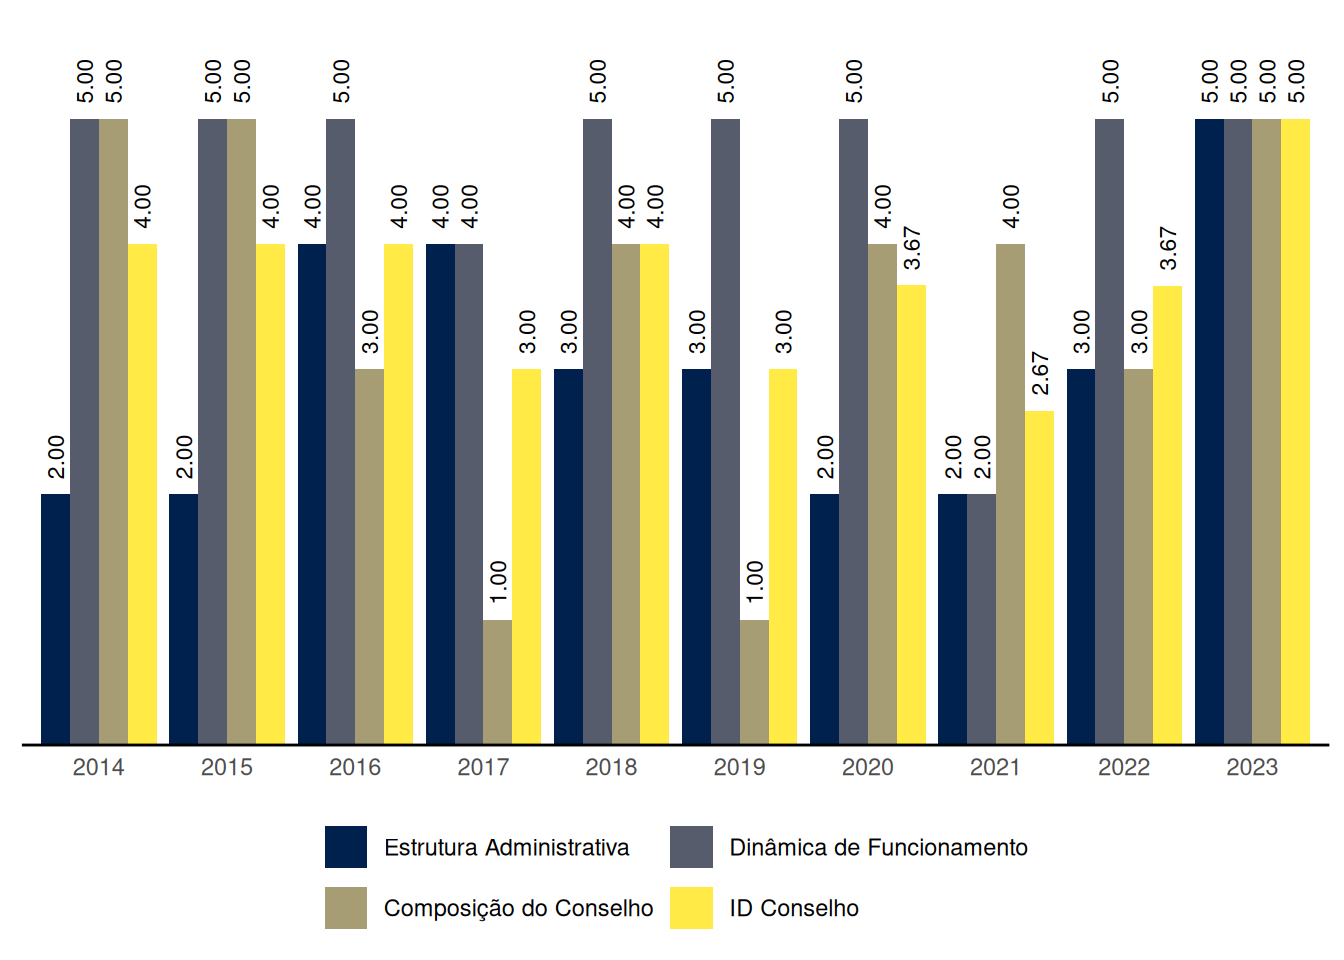 5.00 5.00 5.00 5.00 5.00 5.00 5.00 5.00 5.00 5.00 5.00 5.00 5.00
4.00 4.00 4.00 4.00 4.00 4.00 4.00 4.00 4.00 4.00
3.67 3.67
3.00 3.00 3.00 3.00 3.00 3.00 3.00
2.67
2.00 2.00 2.00 2.00 2.00
1.00 1.00
2014 2015 2016 2017 2018 2019 2020 2021 2022 2023
Estrutura Administrativa Dinâmica de Funcionamento
Composição do Conselho ID Conselho